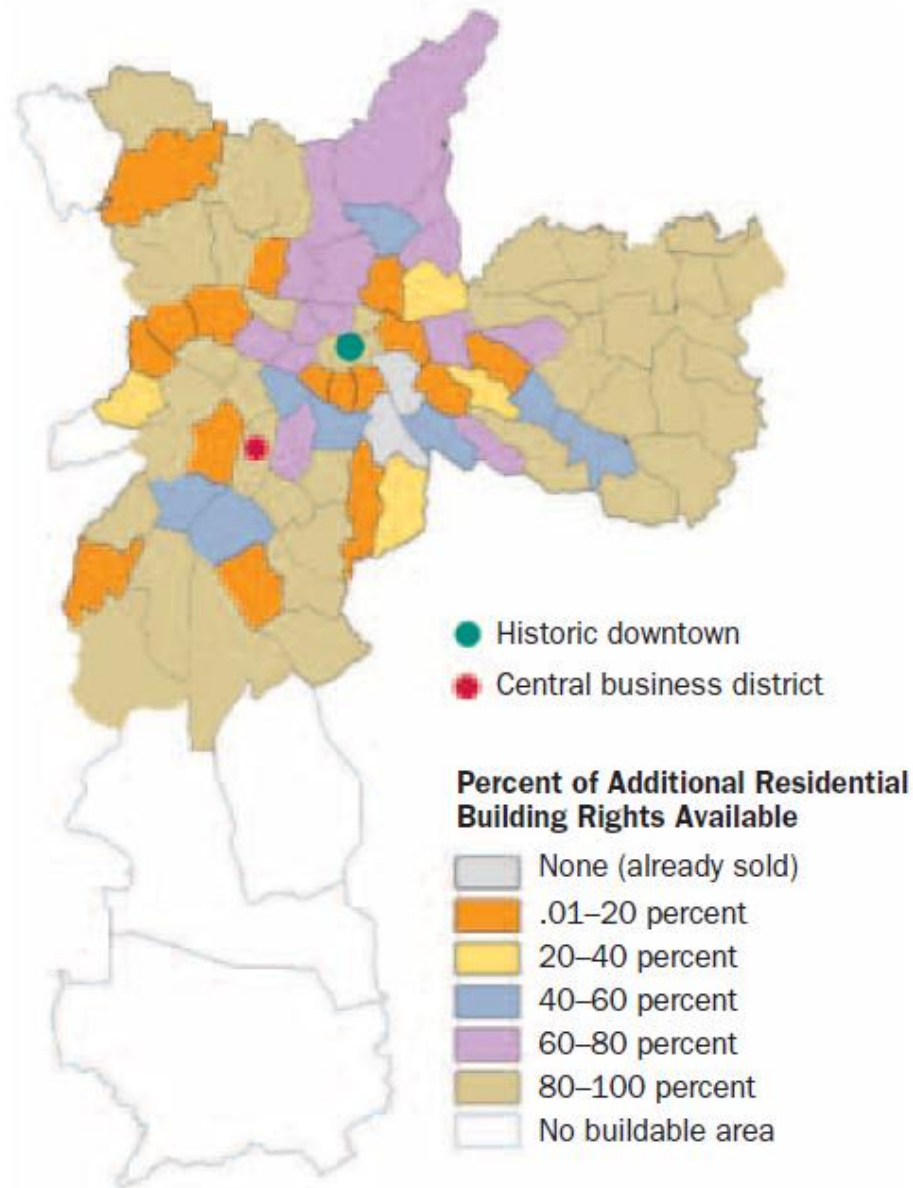 Historic downtown
Central business district
Percent of Additional Residential
Building Rights Available
None (already sold)
.01–20 percent
20–40 percent
40–60 percent
60–80 percent
80–100 percent
No buildable area